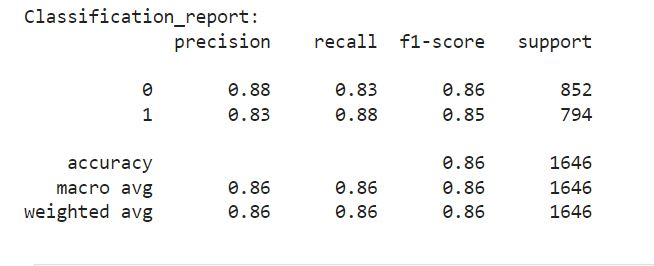 Classification_report:
precision recall f1-score support
0 0.88 0.83 0.86 852
1 0.83 0.88 0.85 794
accuracy 0.86 1646
macro avg 0.86 0.86 0.86 1646
weighted avg 0.86 0.86 0.86 1646